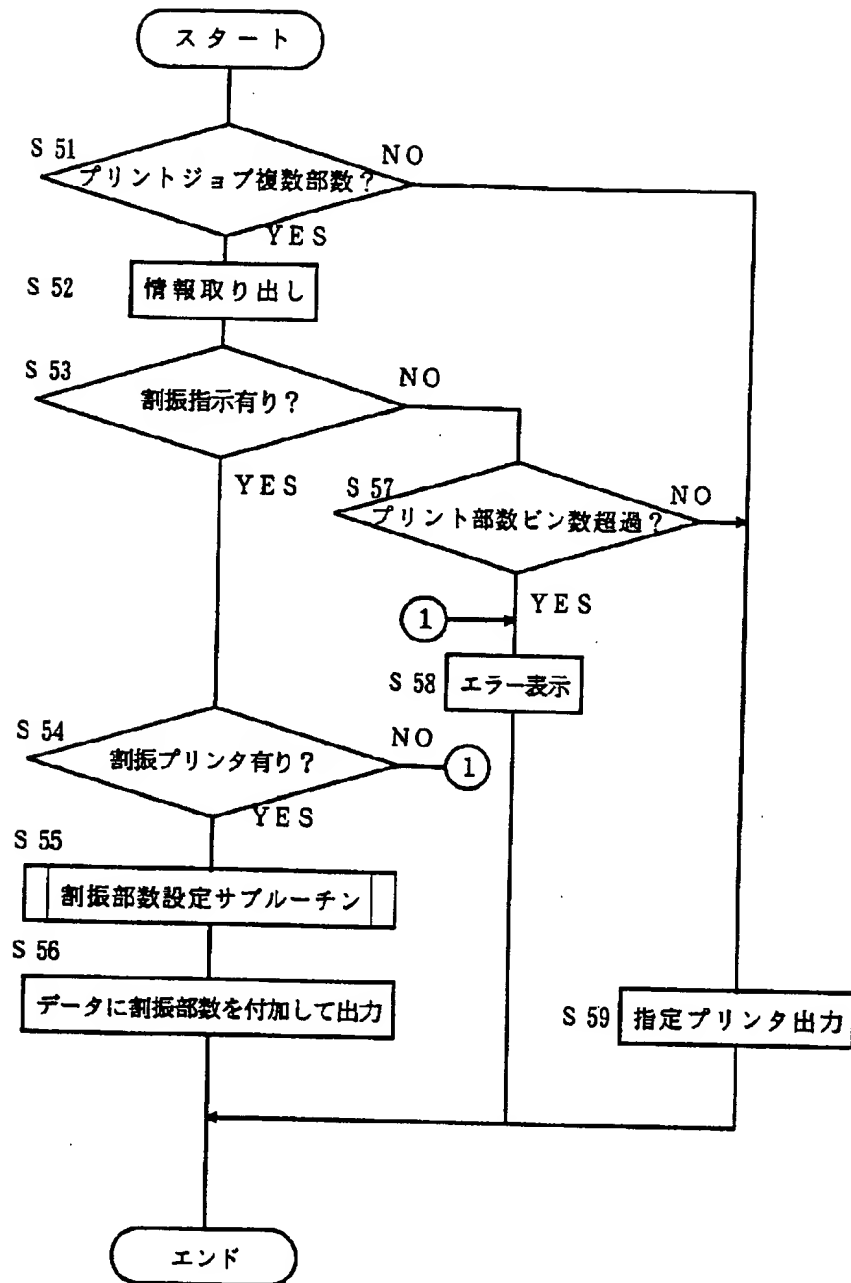 スタート
S 51
プリントジョブ複数部数？
NO
YES
S 52
情報取り出し
S 53
割振指示有り？
NO
YES
S 57
プリント部数ビン数超過？
NO
YES
①
S 58
エラー表示
S 54
割振プリンタ有り？
NO
①
YES
S 55
割振部数設定サブルーチン
S 56
データに割振部数を付加して出力
S 59
指定プリンタ出力
エンド